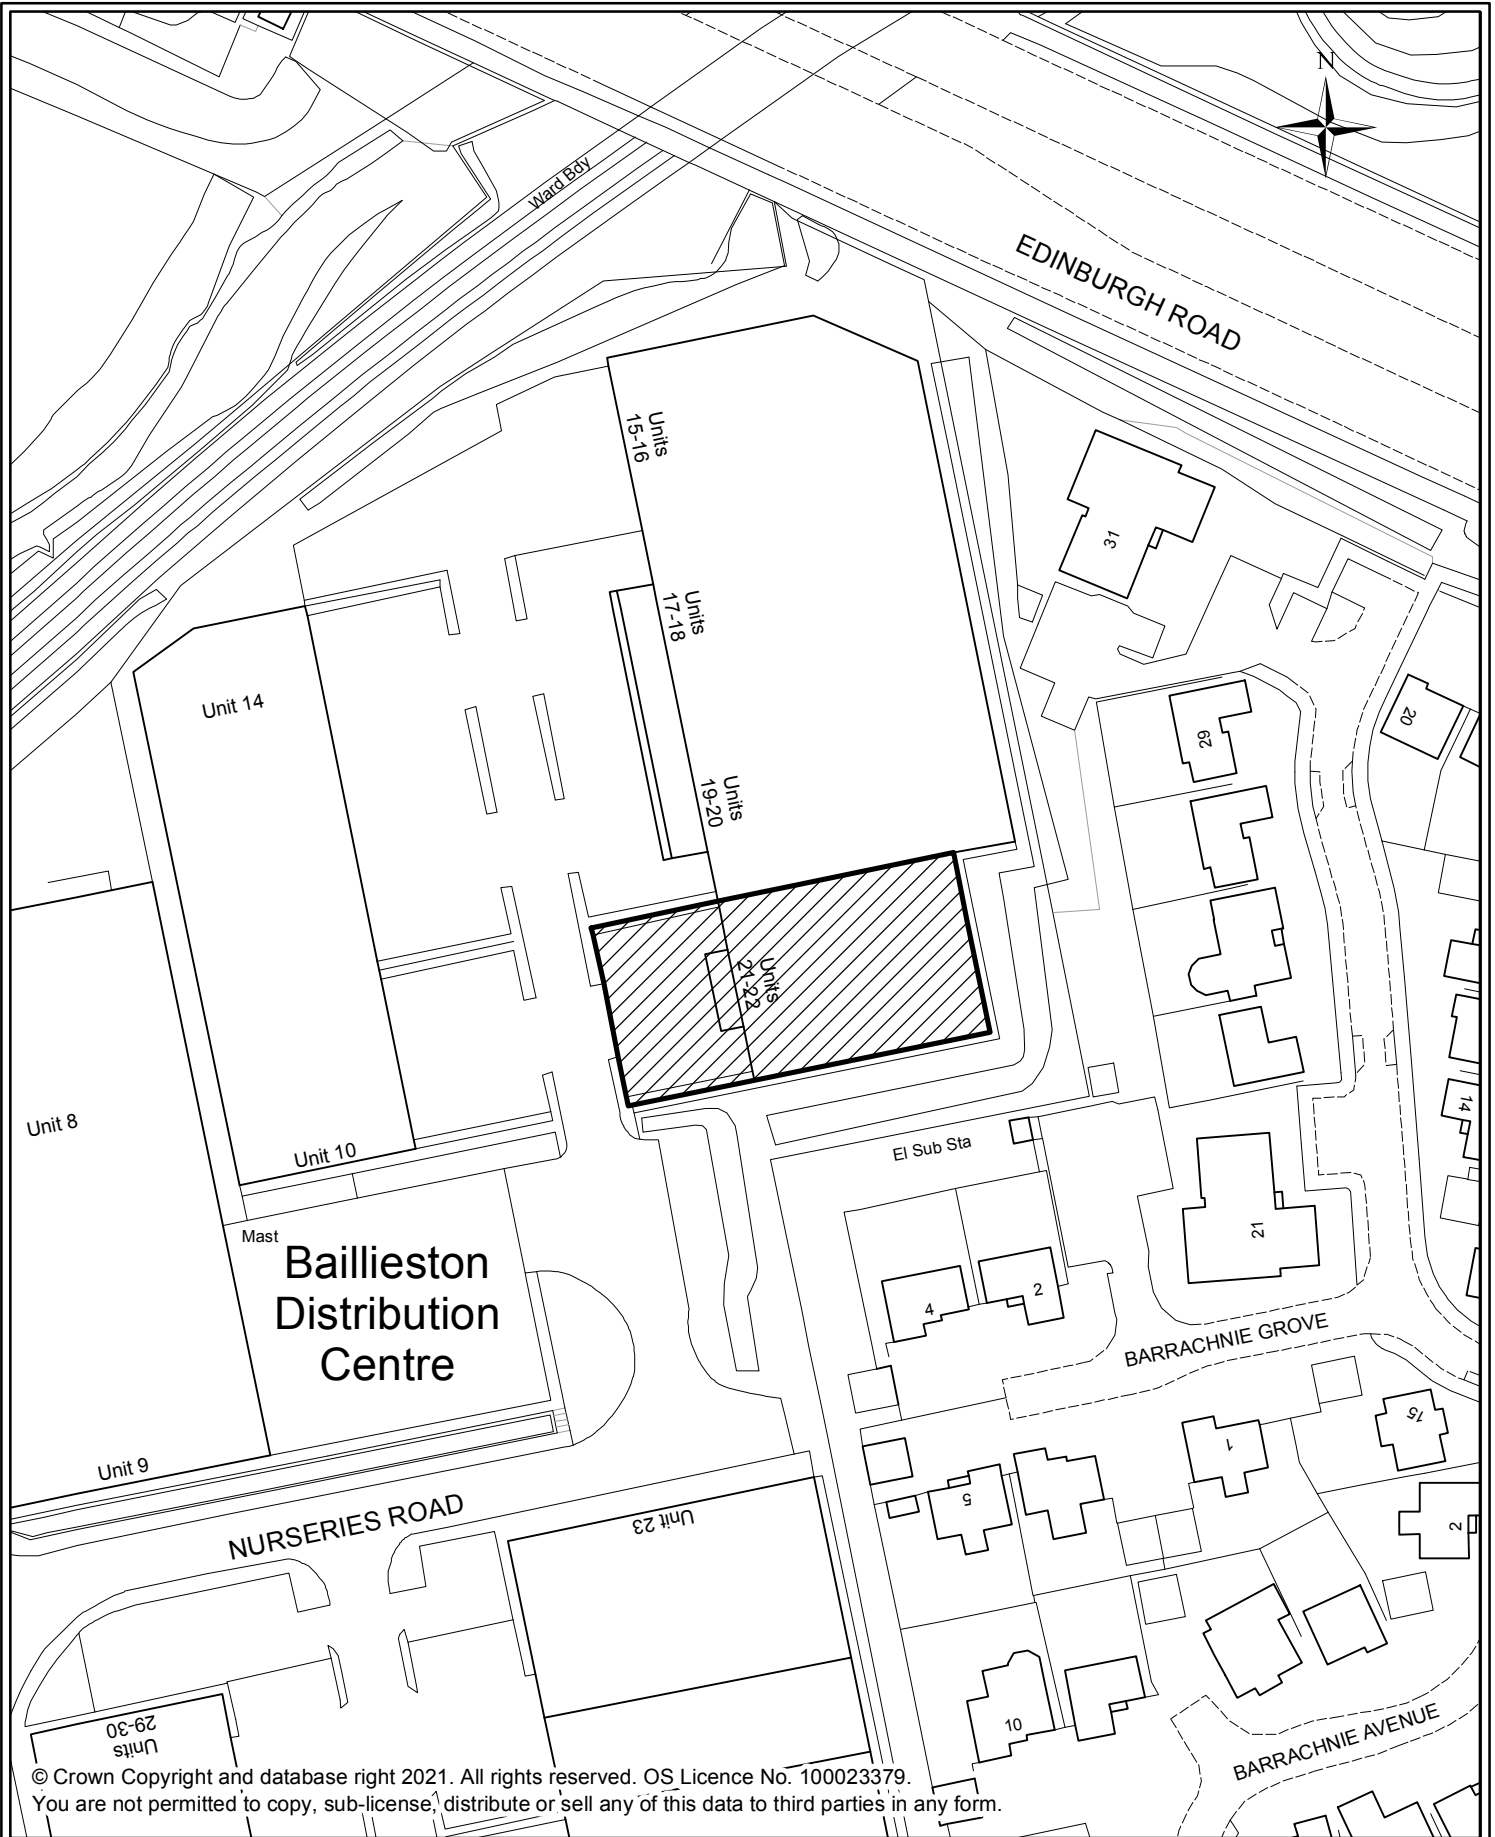 N
Ward Bdy
EDINBURGH ROAD
Units
15-16
31
Units
17-18
Unit 14
20
29
Units
19-20
Units
21-22
Unit 8
14
Unit 10
El Sub Sta
21
Mast
Baillieston
Distribution
Centre
4
2
BARRACHNIE GROVE
15
1
Unit 9
5
2
NURSERIES ROAD
Unit 23
10
Units
29-30
BARRACHNIE AVENUE
© Crown Copyright and database right 2021. All rights reserved. OS Licence No. 100023379.
You are not permitted to copy, sub-license, distribute or sell any of this data to third parties in any form.